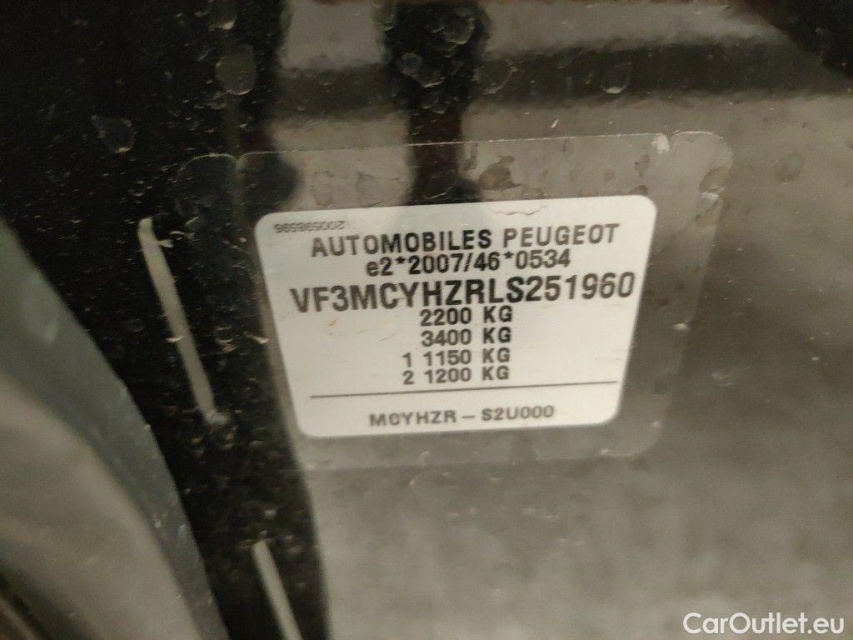 200598596
AUTOMOBILES PEUGEOT
e2*2007/46*0534
VF3MCYHZRLS251960
2200 KG
3400 KG
1 1150 KG
2 1200 KG
MCYHZR - S2U000
CarOutlet.eu